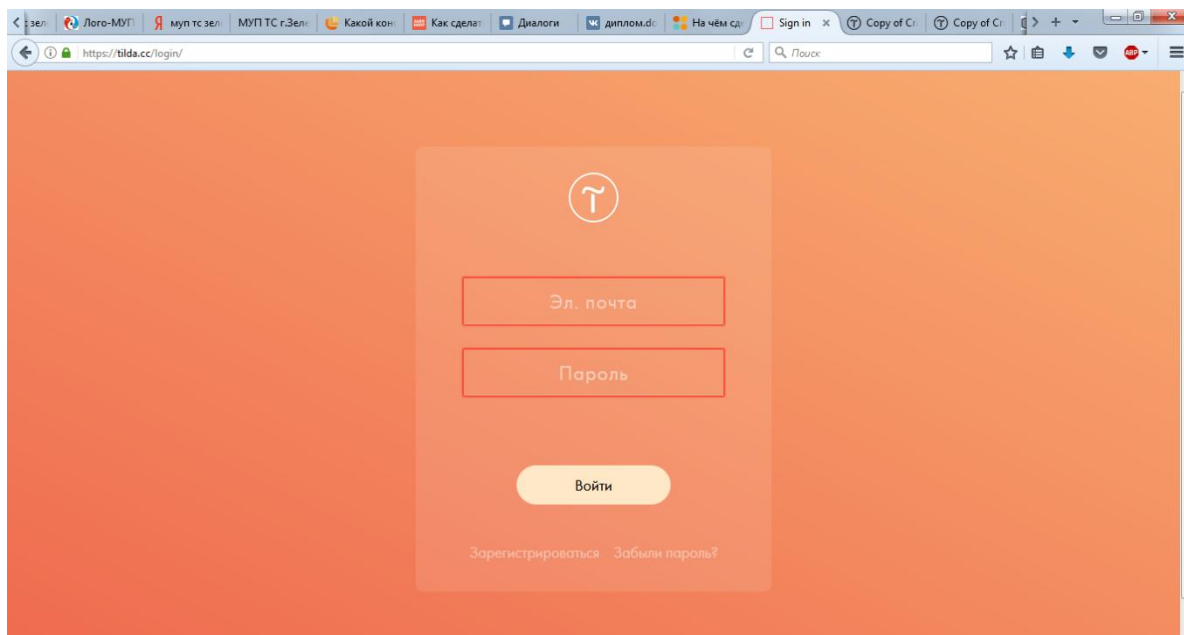 зел Лого-МУП Я муп тс зел МУП ТС г.Зеле Какой кон Как сделат Диалоги диплом.do На чём сд Sign in × Copy of Cr Copy of Cr
https://tilda.cc/login/ Поиск ABP
Эл. почта
Пароль
Войти
Зарегистрироваться Забыли пароль?